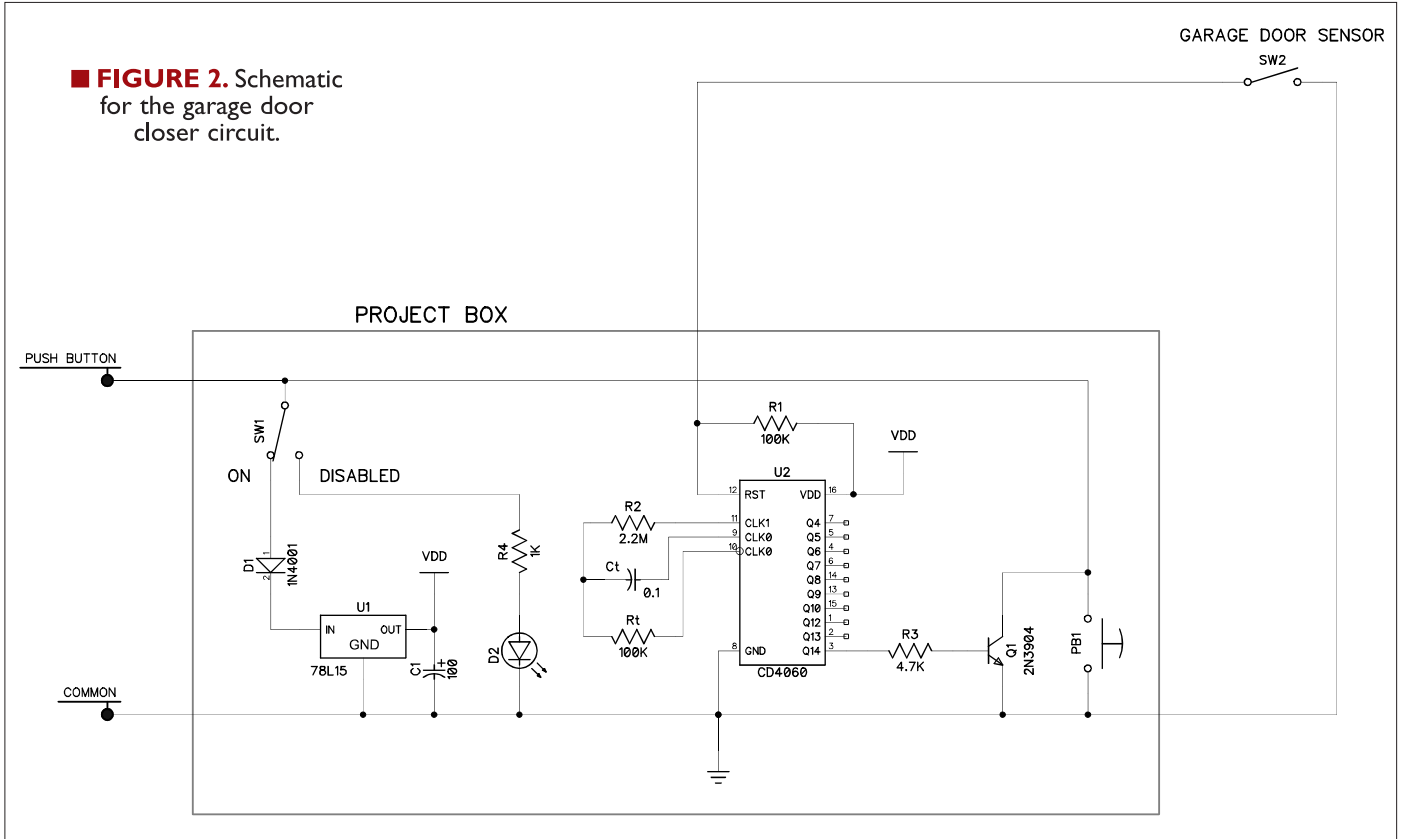 ■ FIGURE 2. Schematic
for the garage door
closer circuit.
GARAGE DOOR SENSOR
SW2
PROJECT BOX
PUSH BUTTON
SW1
ON
DISABLED
D1
1
2
1N4001
U1
IN
OUT
GND
78L15
VDD
C1
+
100
R4
1K
D2
COMMON
R1
100K
VDD
U2
12 RST
VDD 16
11 CLK1
9 CLK0
10 CLK0
8 GND
Q4 7
Q5 5
Q6 4
Q7 6
Q8 14
Q9 13
Q10 15
Q12 1
Q13 2
Q14 3
CD4060
R2
2.2M
Ct
0.1
Rt
100K
R3
4.7K
Q1
2N3904
PB1